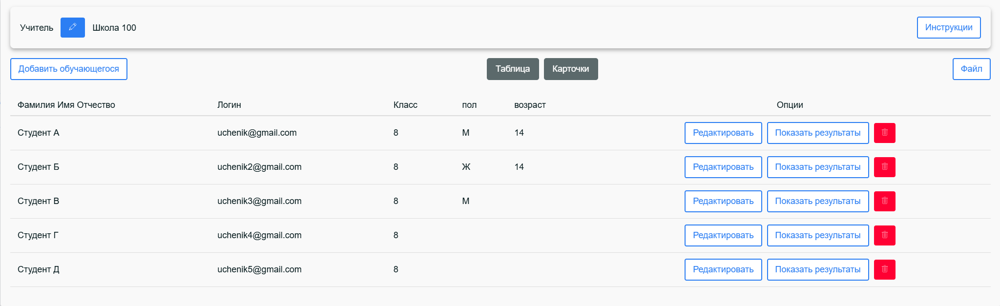 Учитель Школа 100 Инструкции
Добавить обучающегося Таблица Карточки Файл
Фамилия Имя Отчество Логин Класс пол возраст Опции
Студент А uchenik@gmail.com 8 М 14 Редактировать Показать результаты
Студент Б uchenik2@gmail.com 8 Ж 14 Редактировать Показать результаты
Студент В uchenik3@gmail.com 8 М Редактировать Показать результаты
Студент Г uchenik4@gmail.com 8 Редактировать Показать результаты
Студент Д uchenik5@gmail.com 8 Редактировать Показать результаты